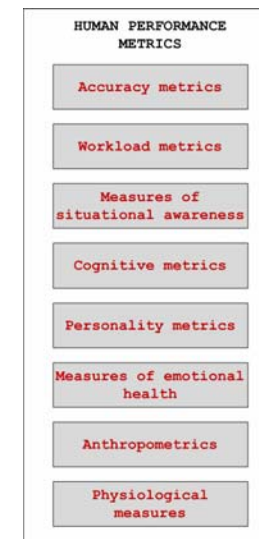 HUMAN PERFORMANCE
METRICS
Accuracy metrics
Workload metrics
Measures of
situational awareness
Cognitive metrics
Personality metrics
Measures of emotional
health
Anthropometrics
Physiological
measures